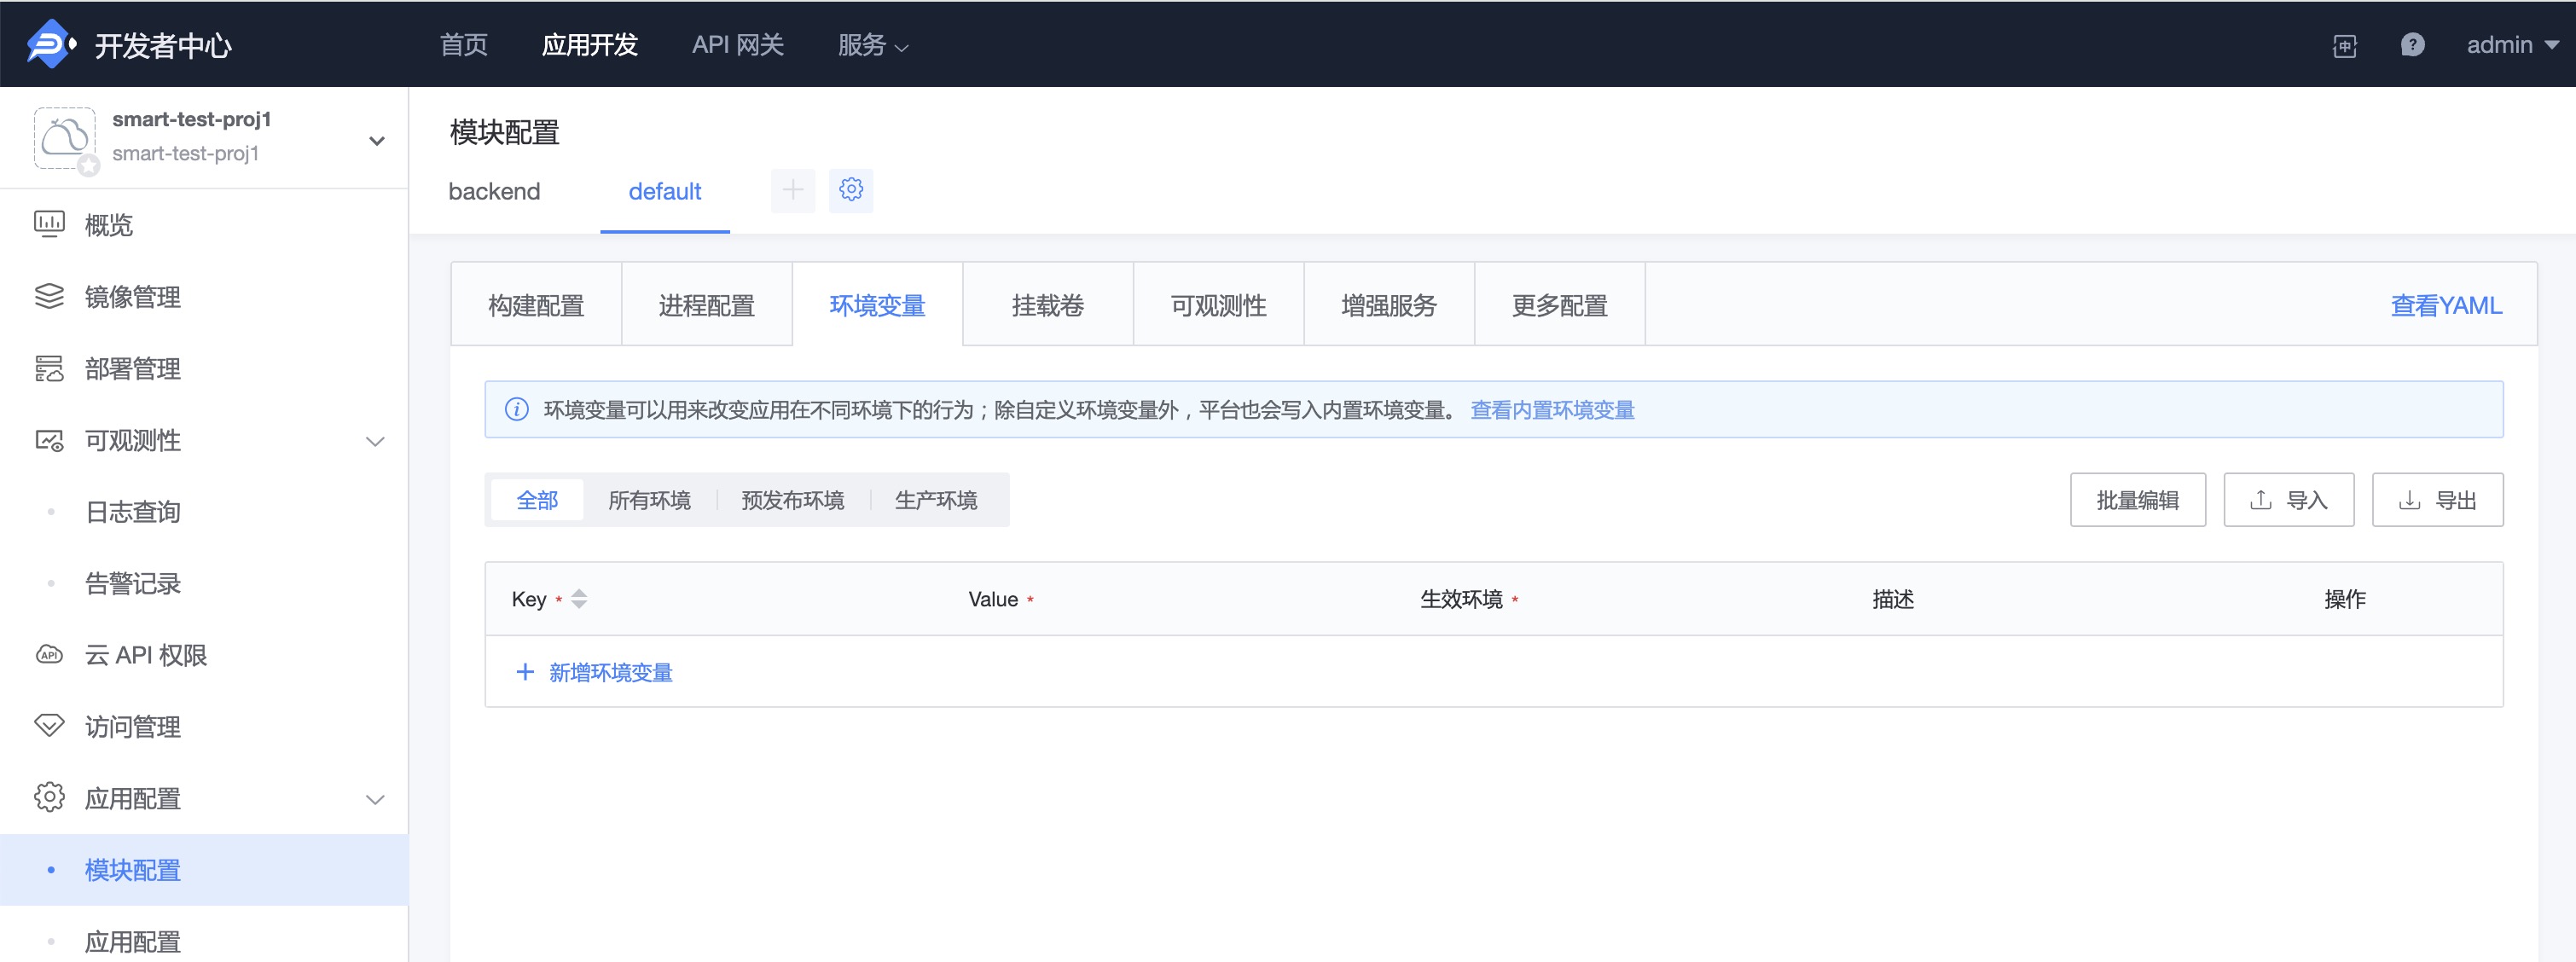 开发者中心
首页
应用开发
API 网关
服务
中
?
admin
smart-test-proj1
smart-test-proj1
概览
镜像管理
部署管理
可观测性
日志查询
告警记录
API
云 API 权限
访问管理
应用配置
模块配置
应用配置
模块配置
backend
default
构建配置
进程配置
环境变量
挂载卷
可观测性
增强服务
更多配置
查看YAML
环境变量可以用来改变应用在不同环境下的行为；除自定义环境变量外，平台也会写入内置环境变量。 查看内置环境变量
全部
所有环境
预发布环境
生产环境
批量编辑
导入
导出
Key *
Value *
生效环境 *
描述
操作
+ 新增环境变量